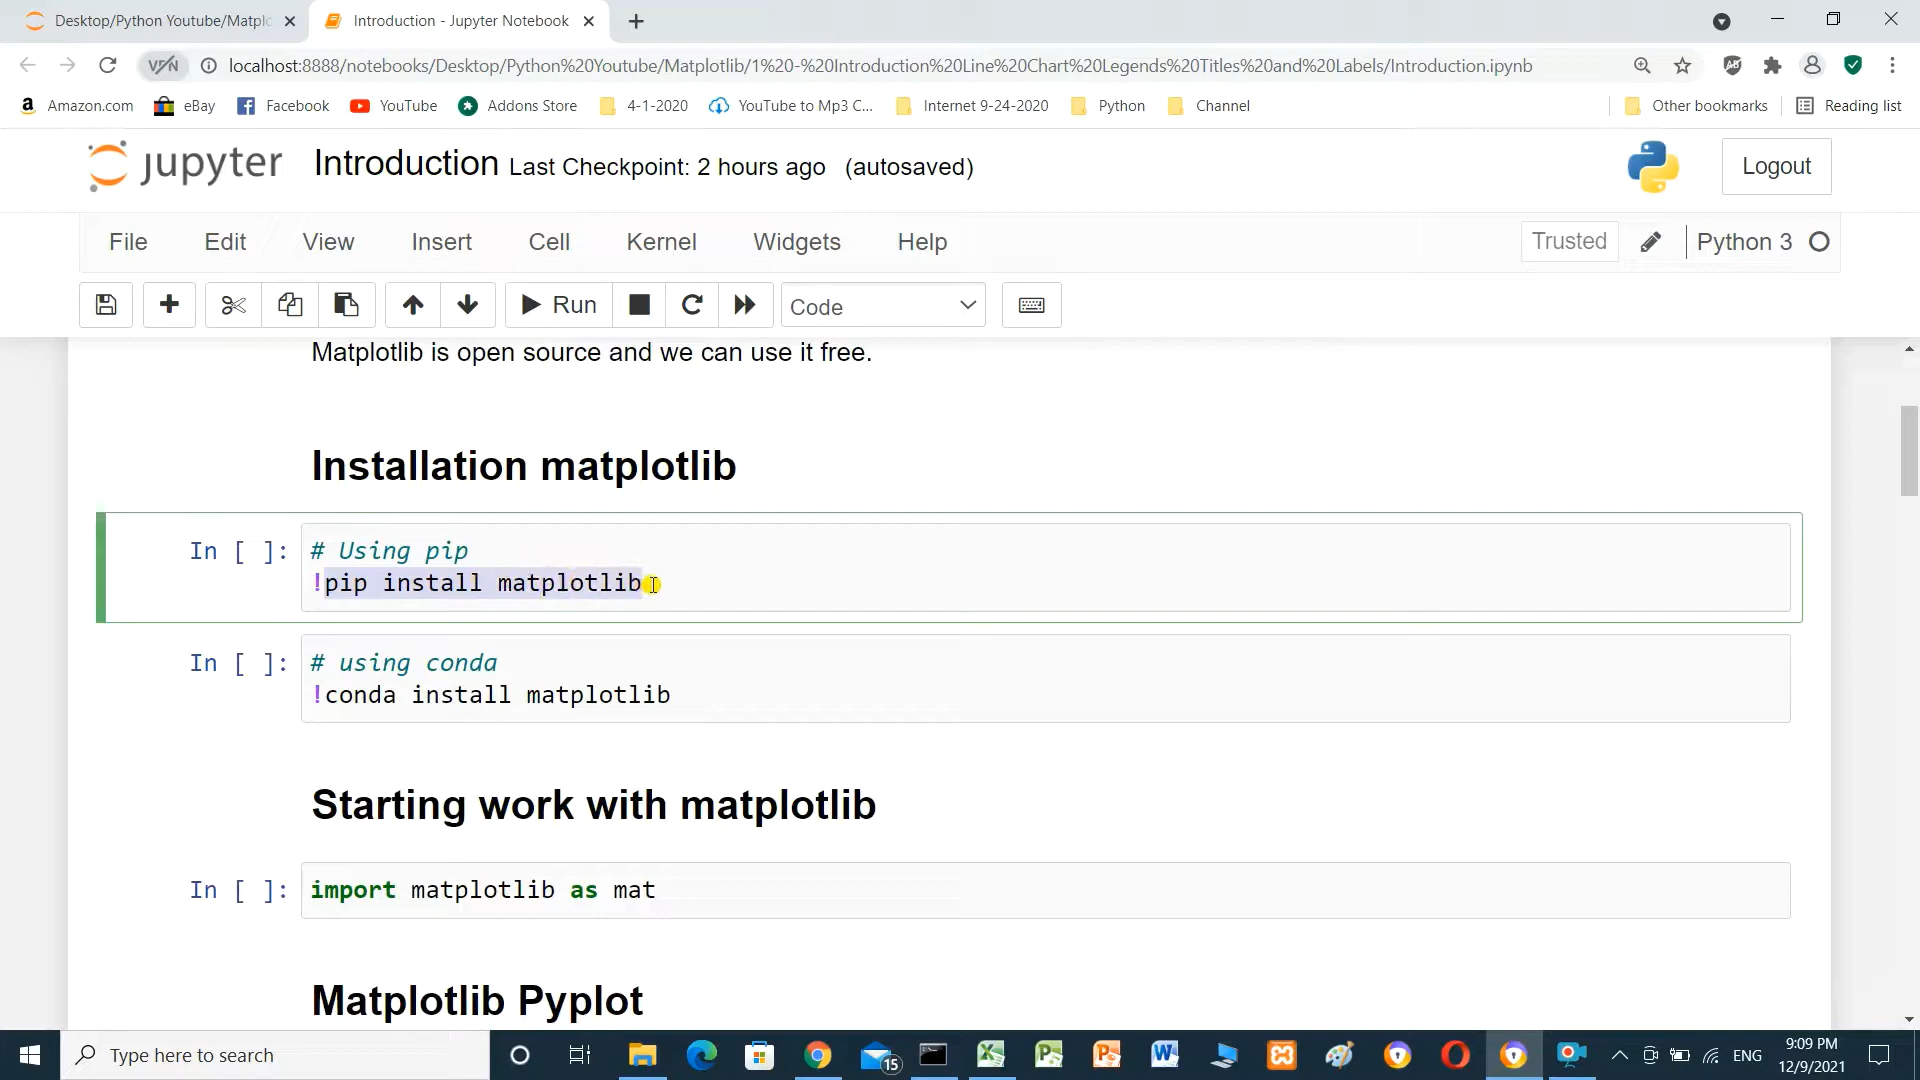 Desktop/Python Youtube/Matplo
Introduction - Jupyter Notebook
VPN
localhost:8888/notebooks/Desktop/Python%20Youtube/Matplotlib/1%20-%20Introduction%20Line%20Chart%20Legends%20Titles%20and%20Labels/Introduction.ipynb
Amazon.com eBay Facebook YouTube Addons Store 4-1-2020 YouTube to Mp3 C... Internet 9-24-2020 Python Channel Other bookmarks Reading list
jupyter Introduction Last Checkpoint: 2 hours ago (autosaved) Logout
File Edit View Insert Cell Kernel Widgets Help Trusted Python 3
Run Code
Matplotlib is open source and we can use it free.
Installation matplotlib
In [ ]: # Using pip
!pip install matplotlib
In [ ]: # using conda
!conda install matplotlib
Starting work with matplotlib
In [ ]: import matplotlib as mat
Matplotlib Pyplot
Type here to search
15
ENG
9:09 PM
12/9/2021